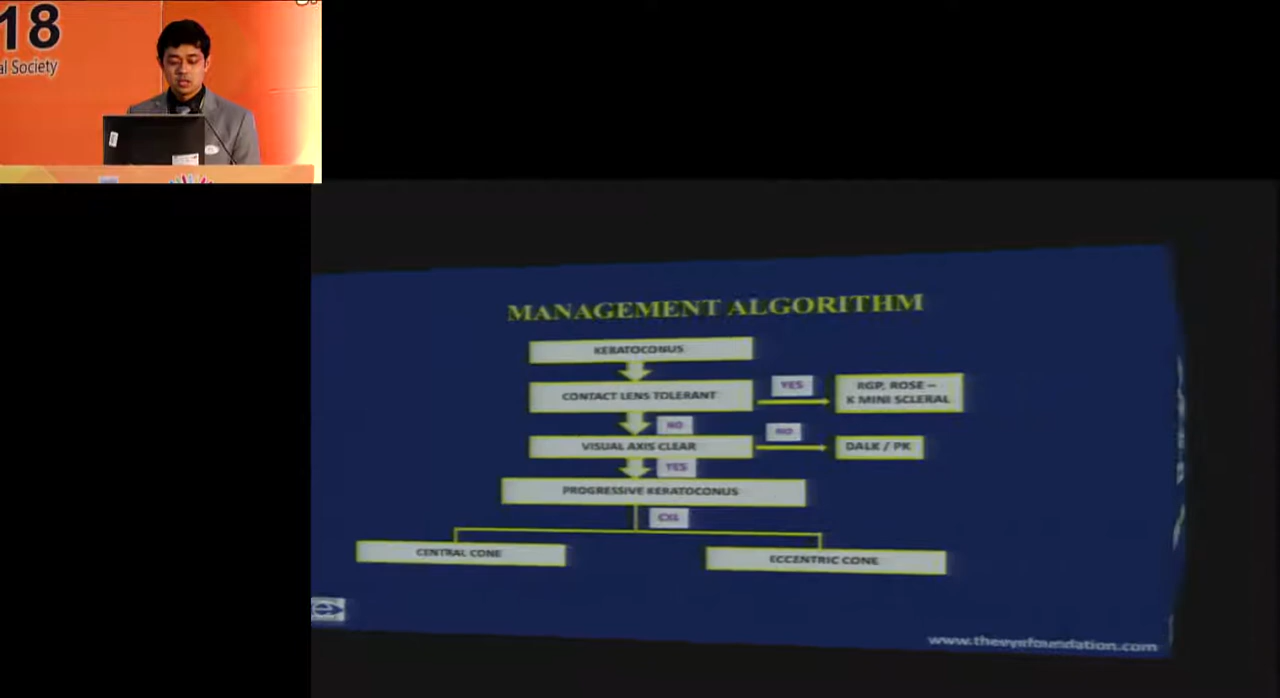 18
al Society
MANAGEMENT ALGORITHM
KERATOCONUS
CONTACT LENS TOLERANT
YES
RGP, ROSE –
K MINI SCLERAL
NO
VISUAL AXIS CLEAR
NO
DALK / PK
YES
PROGRESSIVE KERATOCONUS
CXL
CENTRAL CONE
ECCENTRIC CONE
www.theeyefoundation.com